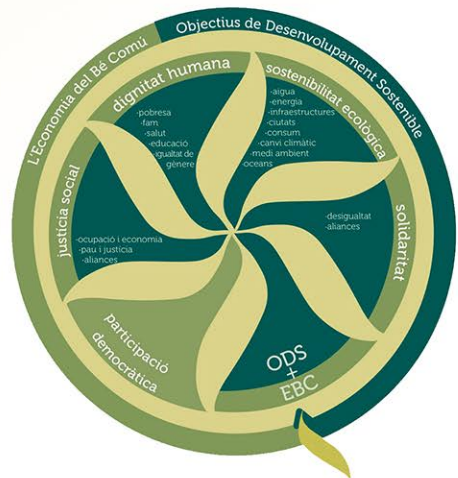 L'Economia del Bé Comú
Objectius de Desenvolupament Sostenible
dignitat humana
-pobresa
-fam
-salut
-educació
-igualtat de
gènere
sostenibilitat ecològica
-aigua
-energia
-infraestructures
-ciutats
-consum
-canvi climàtic
-medi ambient
-oceans
justícia social
-ocupació i economia
-pau i justícia
-aliances
solidaritat
-desigualtat
-aliances
participació
democràtica
ODS
+
EBC